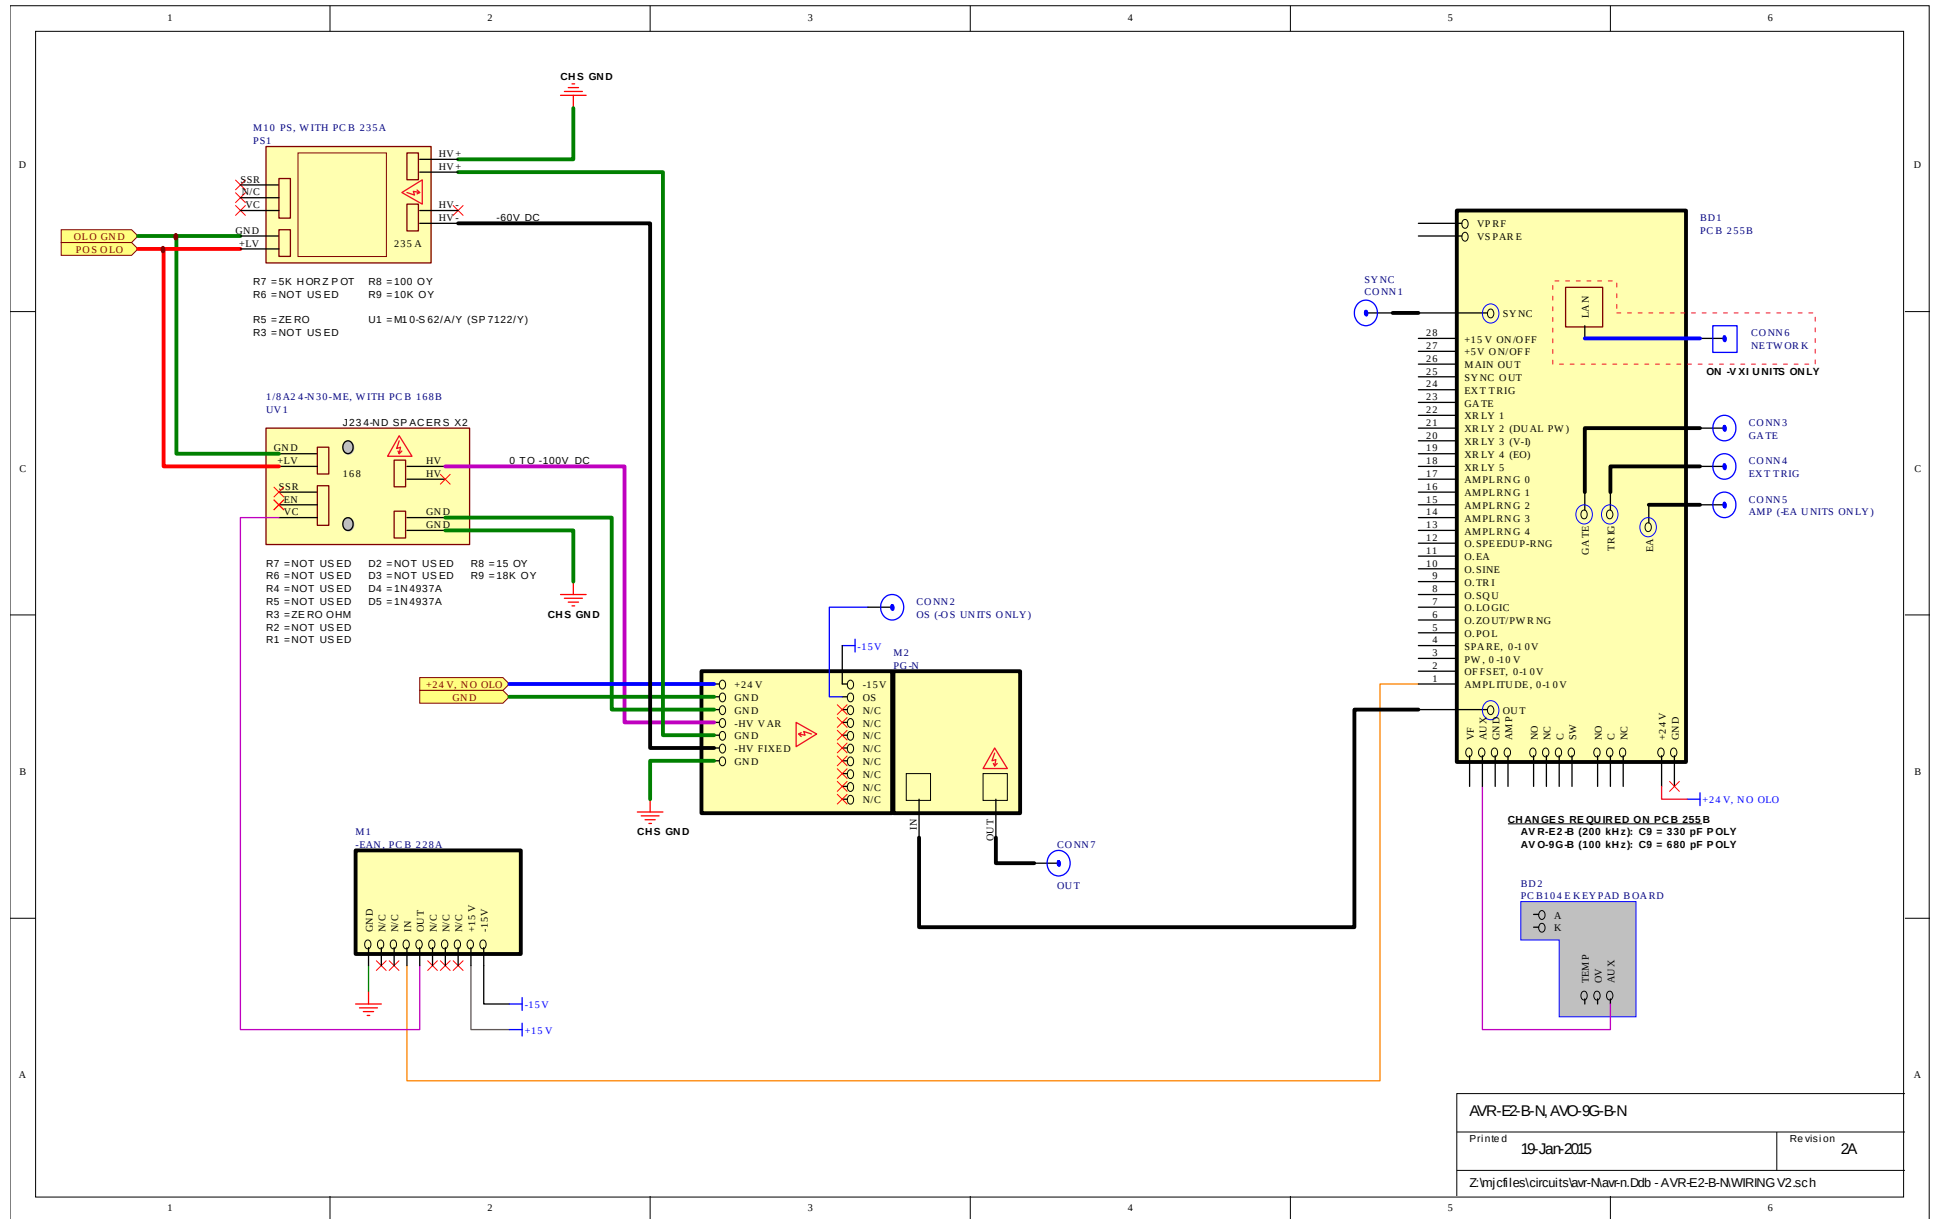 1 2 3 4 5 6
D
C
B
A
CHS GND
M10 PS, WITH PCB 235A
PS1
HV+
HV+
SSR
N/C
VC
HV-
HV-
-60V DC
GND
+LV
235A
OLO GND
POS OLO
R7 =5K HORZ POT R8 =100 OY
R6 =NOT USED R9 =10K OY
R5 =ZERO U1 =M10-S62/A/Y (SP7122/Y)
R3 =NOT USED
1/8A24-N30-ME, WITH PCB 168B
UV1
J234-ND SPACERS X2
GND
+LV
168
HV
HV
0 TO -100V DC
SSR
EN
VC
GND
GND
R7 =NOT USED D2 =NOT USED R8 =15 OY
R6 =NOT USED D3 =NOT USED R9 =18K OY
R4 =NOT USED D4 =1N4937A
R5 =NOT USED D5 =1N4937A
R3 =ZERO OHM
R2 =NOT USED
R1 =NOT USED
CHS GND
CONN2
OS (-OS UNITS ONLY)
-15V
M2
PG-N
+24V, NO OLO
GND
+24V
GND
GND
-HV VAR
GND
-HV FIXED
GND
-15V
OS
N/C
N/C
N/C
N/C
N/C
N/C
N/C
N/C
IN
OUT
CHS GND
CONN7
OUT
M1
-EAN, PCB 228A
GND
N/C
N/C
IN
OUT
N/C
N/C
N/C
+15V
-15V
-15V
+15V
BD1
PCB 255B
VPRF
VSPARE
SYNC
CONN1
SYNC
LAN
CONN6
NETWORK
ON -VXI UNITS ONLY
28 +15V ON/OFF
27 +5V ON/OFF
26 MAIN OUT
25 SYNC OUT
24 EXT TRIG
23 GATE
22 XRLY 1
21 XRLY 2 (DUAL PW)
20 XRLY 3 (V-I)
19 XRLY 4 (EO)
18 XRLY 5
17 AMPLRNG 0
16 AMPLRNG 1
15 AMPLRNG 2
14 AMPLRNG 3
13 AMPLRNG 4
12 O.SPEEDUP-RNG
11 O.EA
10 O.SINE
9 O.TRI
8 O.SQU
7 O.LOGIC
6 O.ZOUT/PWRNG
5 O.POL
4 SPARE, 0-10V
3 PW, 0-10V
2 OFFSET, 0-10V
1 AMPLITUDE, 0-10V
CONN3
GATE
CONN4
EXT TRIG
CONN5
AMP (-EA UNITS ONLY)
GATE
TRIG
EA
OUT
VF
AUX
GND
AMP
NO
NC
C
SW
NO
C
NC
+24V
GND
+24V, NO OLO
CHANGES REQUIRED ON PCB 255B
AVR-E2-B (200 kHz): C9 = 330 pF POLY
AVO-9G-B (100 kHz): C9 = 680 pF POLY
BD2
PCB104E KEYPAD BOARD
A
K
TEMP
OV
AUX
D
C
B
A
AVR-E2-B-N, AVO-9G-B-N
Printed 19-Jan-2015 Revision 2A
Z:\mjcfiles\circuits\avr-N\avr-n.Ddb - AVR-E2-B-N\WIRING V2.sch
1 2 3 4 5 6